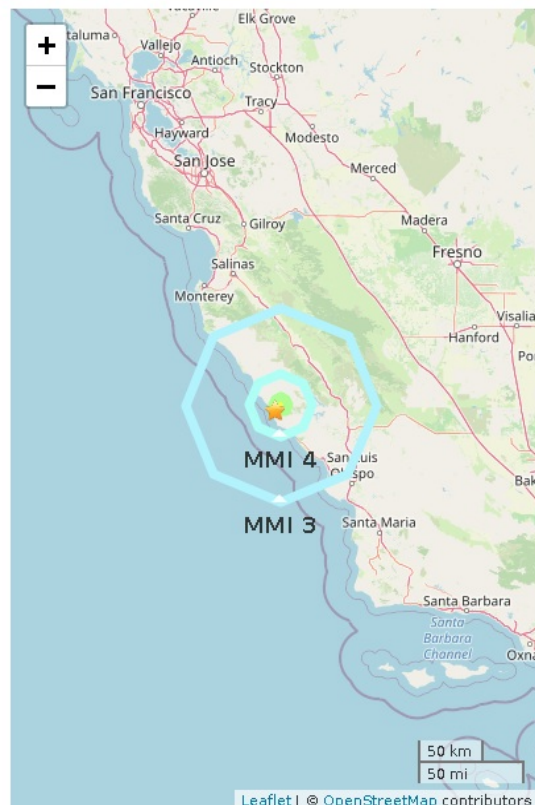 Elk Grove
Vallejo
Antioch
Stockton
San Francisco
Tracy
Hayward
Modesto
San Jose
Merced
Santa Cruz
Gilroy
Madera
Fresno
Salinas
Monterey
Visalia
Hanford
MMI 4
San Luis
Obispo
MMI 3
Santa Maria
Santa Barbara
Santa
Barbara
Channel
+
−
50 km
50 mi
Leaflet | © OpenStreetMap contributors